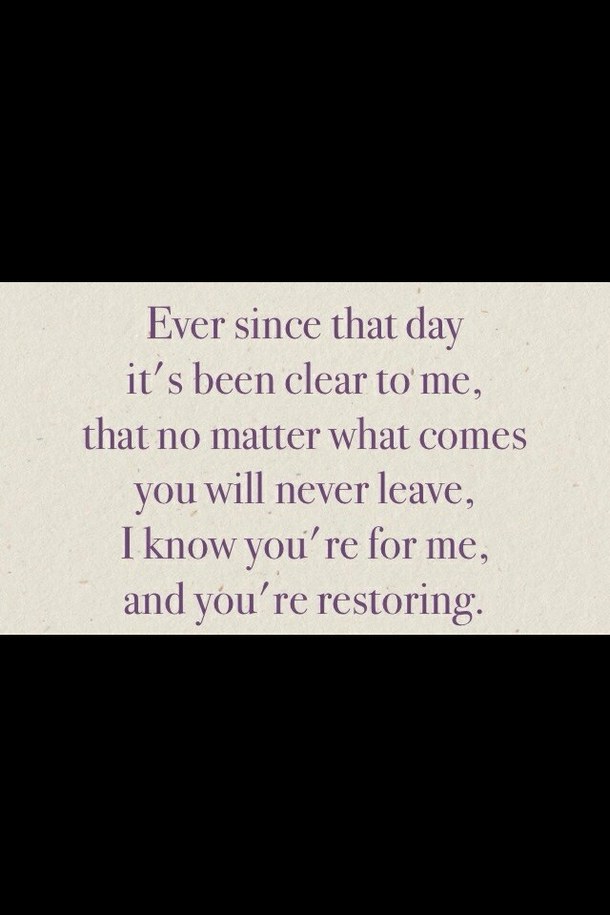 Ever since that day
it's been clear to me,
that no matter what comes
you will never leave,
I know you're for me,
and you're restoring.